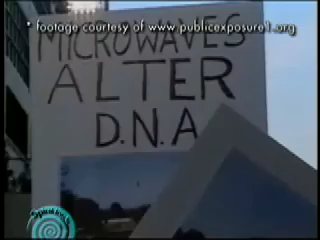 * footage courtesy of www.publicexposure1.org
MICROWAVES
ALTER
D.N.A